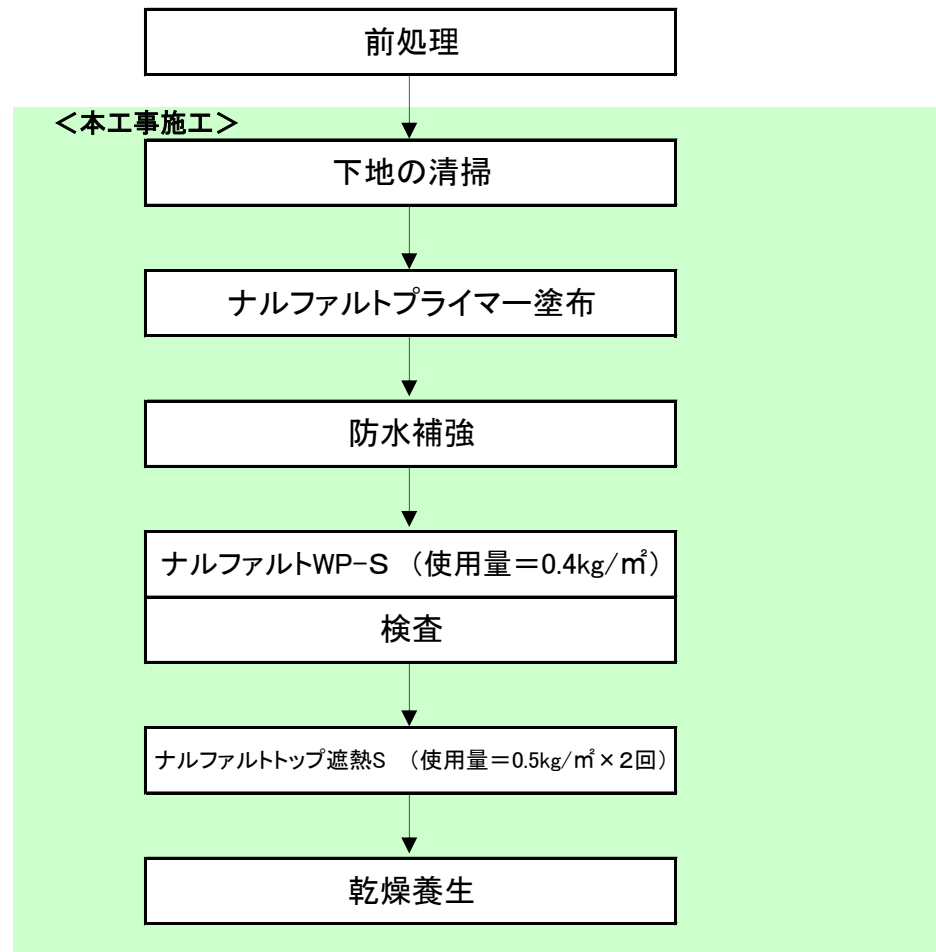 前処理
＜本工事施工＞
下地の清掃
ナルファルトプライマー塗布
防水補強
ナルファルトWP-S （使用量＝0.4kg/㎡）
検査
ナルファルトトップ遮熱S （使用量＝0.5kg/㎡×２回）
乾燥養生